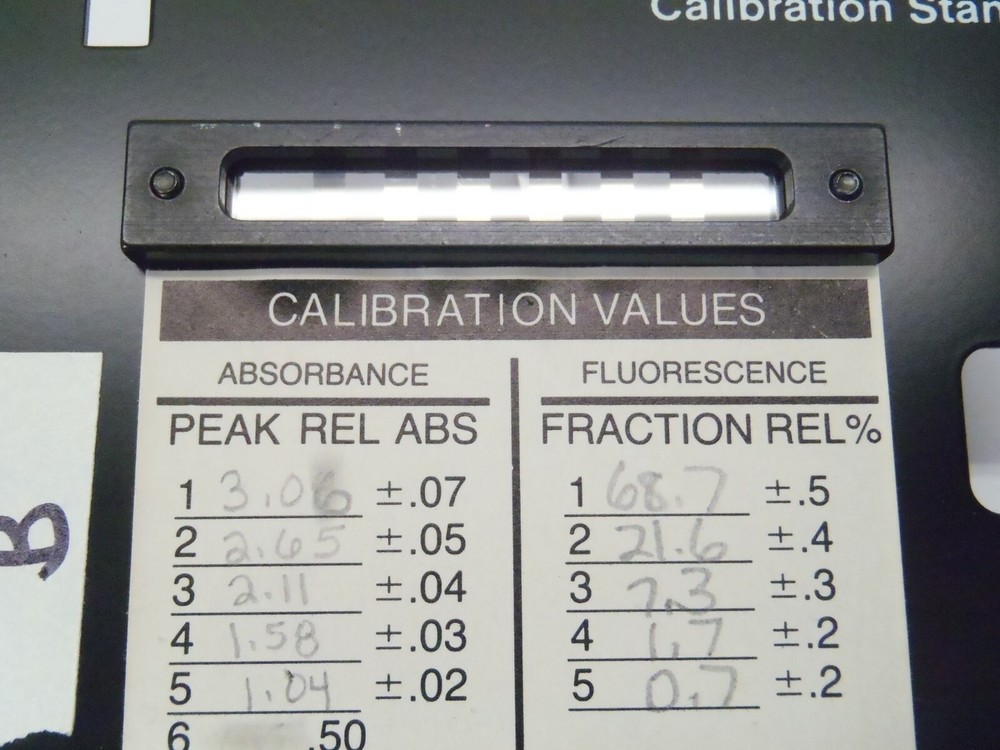 Calibration Stan
CALIBRATION VALUES
ABSORBANCE
PEAK REL ABS
1 3.06 ±.07
2 2.65 ±.05
3 2.11 ±.04
4 1.58 ±.03
5 1.04 ±.02
6 .50
FLUORESCENCE
FRACTION REL%
1 68.7 ±.5
2 21.6 ±.4
3 7.3 ±.3
4 1.7 ±.2
5 0.7 ±.2
B